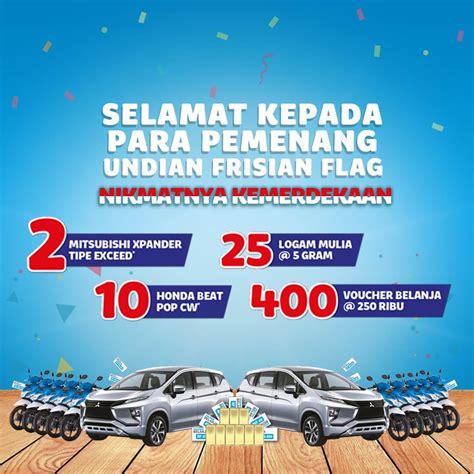 SELAMAT KEPADA
PARA PEMENANG
UNDIAN FRISIAN FLAG
NIKMATNYA KEMERDEKAAN
2 MITSUBISHI XPANDER
TIPE EXCEED*
25 LOGAM MULIA
@ 5 GRAM
10 HONDA BEAT
POP CW*
400 VOUCHER BELANJA
@ 250 RIBU